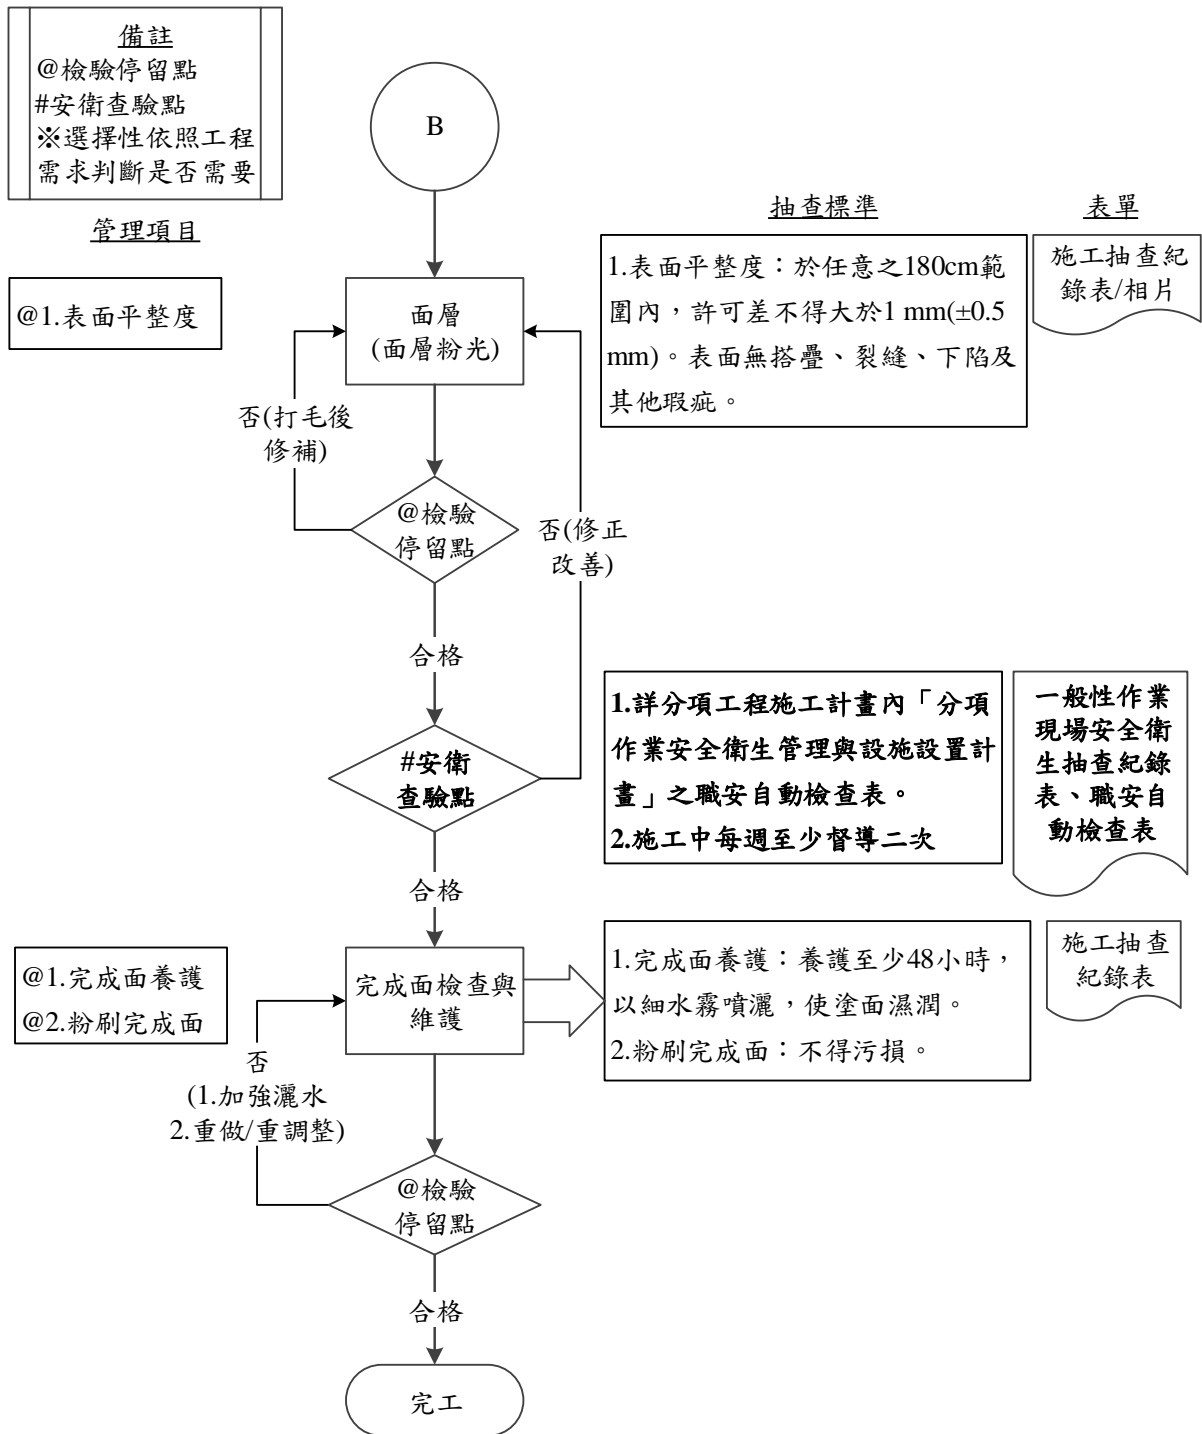 備註
@檢驗停留點
#安衛查驗點
※選擇性依照工程
需求判斷是否需要
B
管理項目
抽查標準
表單
@1.表面平整度
面層
(面層粉光)
1.表面平整度：於任意之180cm範
圍內，許可差不得大於1 mm(±0.5
mm)。表面無搭疊、裂縫、下陷及
其他瑕疵。
施工抽查紀
錄表/相片
否(打毛後
修補)
@檢驗
停留點
否(修正
改善)
合格
#安衛
查驗點
1.詳分項工程施工計畫內「分項
作業安全衛生管理與設施設置計
畫」之職安自動檢查表。
2.施工中每週至少督導二次
一般性作業
現場安全衛
生抽查紀錄
表、職安自
動檢查表
合格
@1.完成面養護
@2.粉刷完成面
完成面檢查與
維護
1.完成面養護：養護至少48小時，
以細水霧噴灑，使塗面濕潤。
2.粉刷完成面：不得污損。
施工抽查
紀錄表
否
(1.加強灑水
2.重做/重調整)
@檢驗
停留點
合格
完工